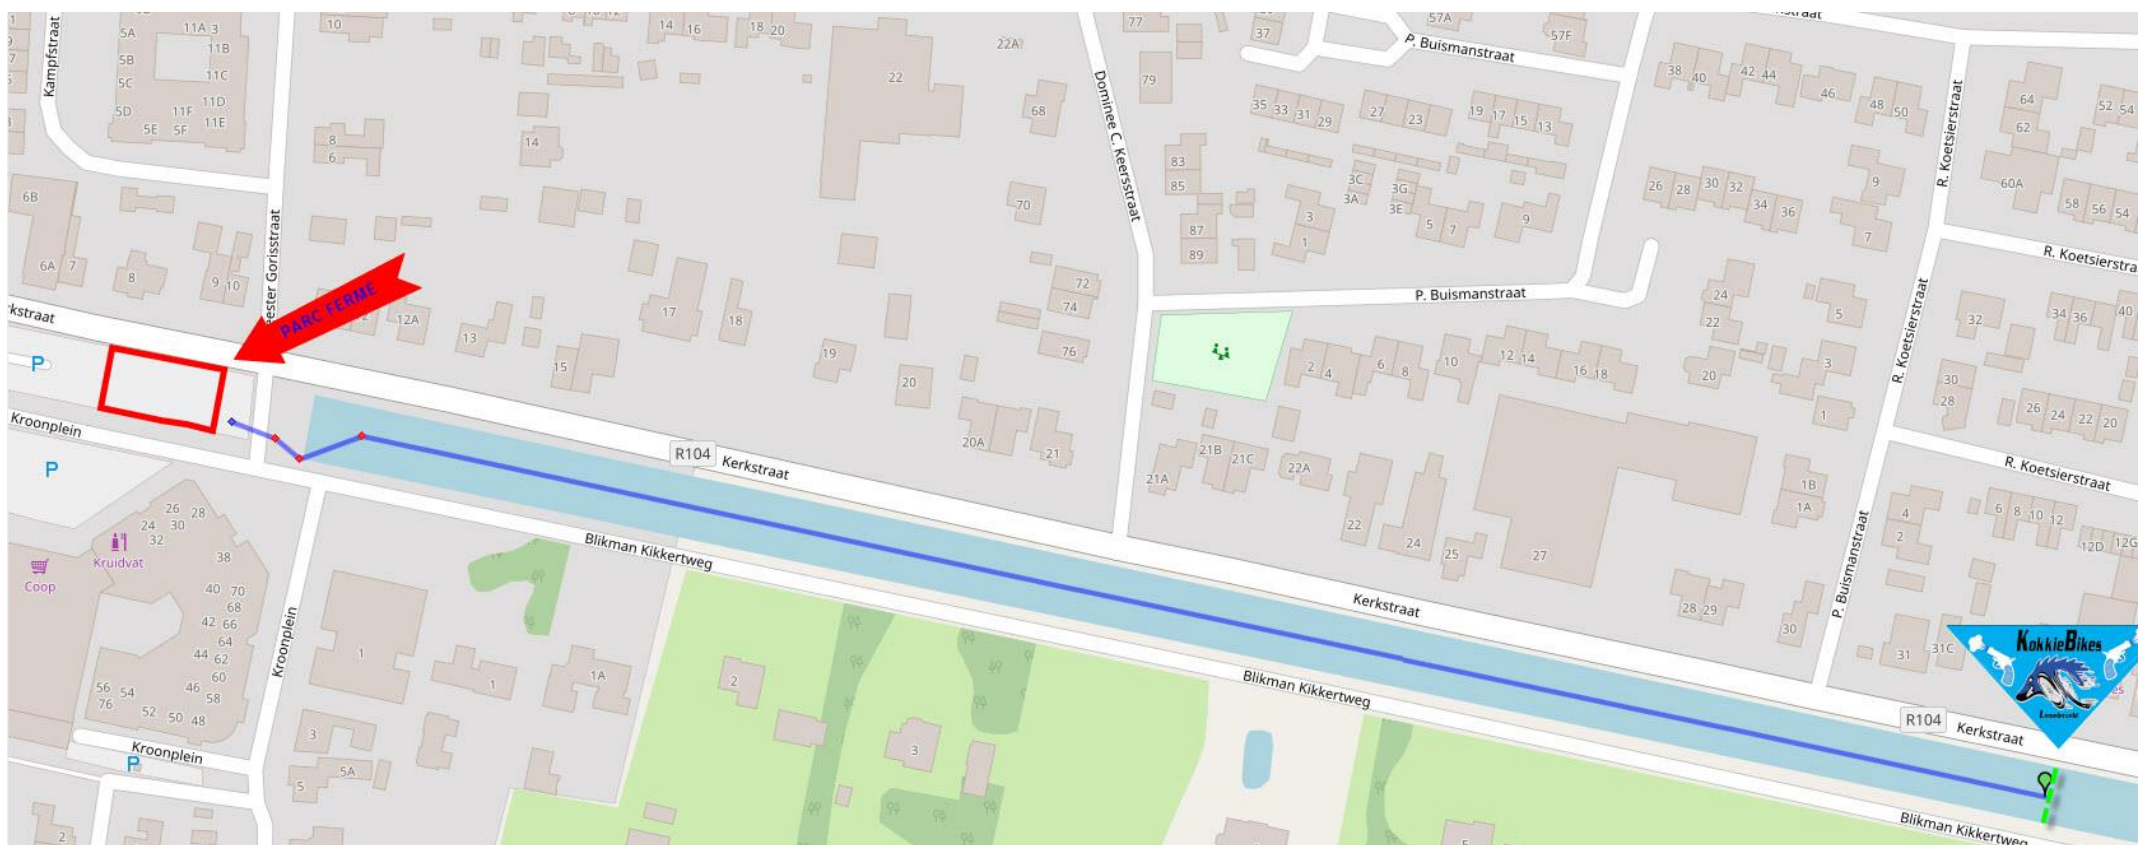 Kampfstraat
5A
11A 3
11B
5B
5C
11C
5D
11D
11F
11E
5E
5F
10
14 16
18 20
22
22A
68
77
79
37
57A
57F
P. Buismanstraat
38
40
42 44
46
48
50
64
62
52 54
R. Koetsierstraat
8
6
14
Dominee C. Keersstraat
35 33 31 29
27
23
19 17 15 13
83
85
3C
3A
3G
3E
26 28 30 32
34 36
9
60A
58 56 54
6B
70
87
89
3
1
5 7
9
7
6A 7
8
9 10
R. Koetsierstra
PARC FERMÉ
12A
13
17
18
72
74
76
P. Buismanstraat
24
22
5
32
34 36
40
kstraat
P
15
19
20
2 4
6
8
10
12 14
16 18
20
3
1
R. Koetsierstraat
30
28
26 24 22 20
Kroonplein
P
R104
Kerkstraat
20A
21
21A
21B
21C
22A
22
24
25
27
1B
1A
R. Koetsierstraat
4
2
6 8 10 12
12D
12G
26 28
24 30
32
Kruidvat
Coop
38
40 70
68
42 66
64
44 62
60
46 58
56 54
76
52 50 48
Blikman Kikkertweg
Kroonplein
1
1
1A
2
3
Kerkstraat
28 29
30
P. Buismanstraat
31
31C
KokkieBikes
Blikman Kikkertweg
R104
Kerkstraat
3
5A
5
Kroonplein
P
2
Blikman Kikkertweg